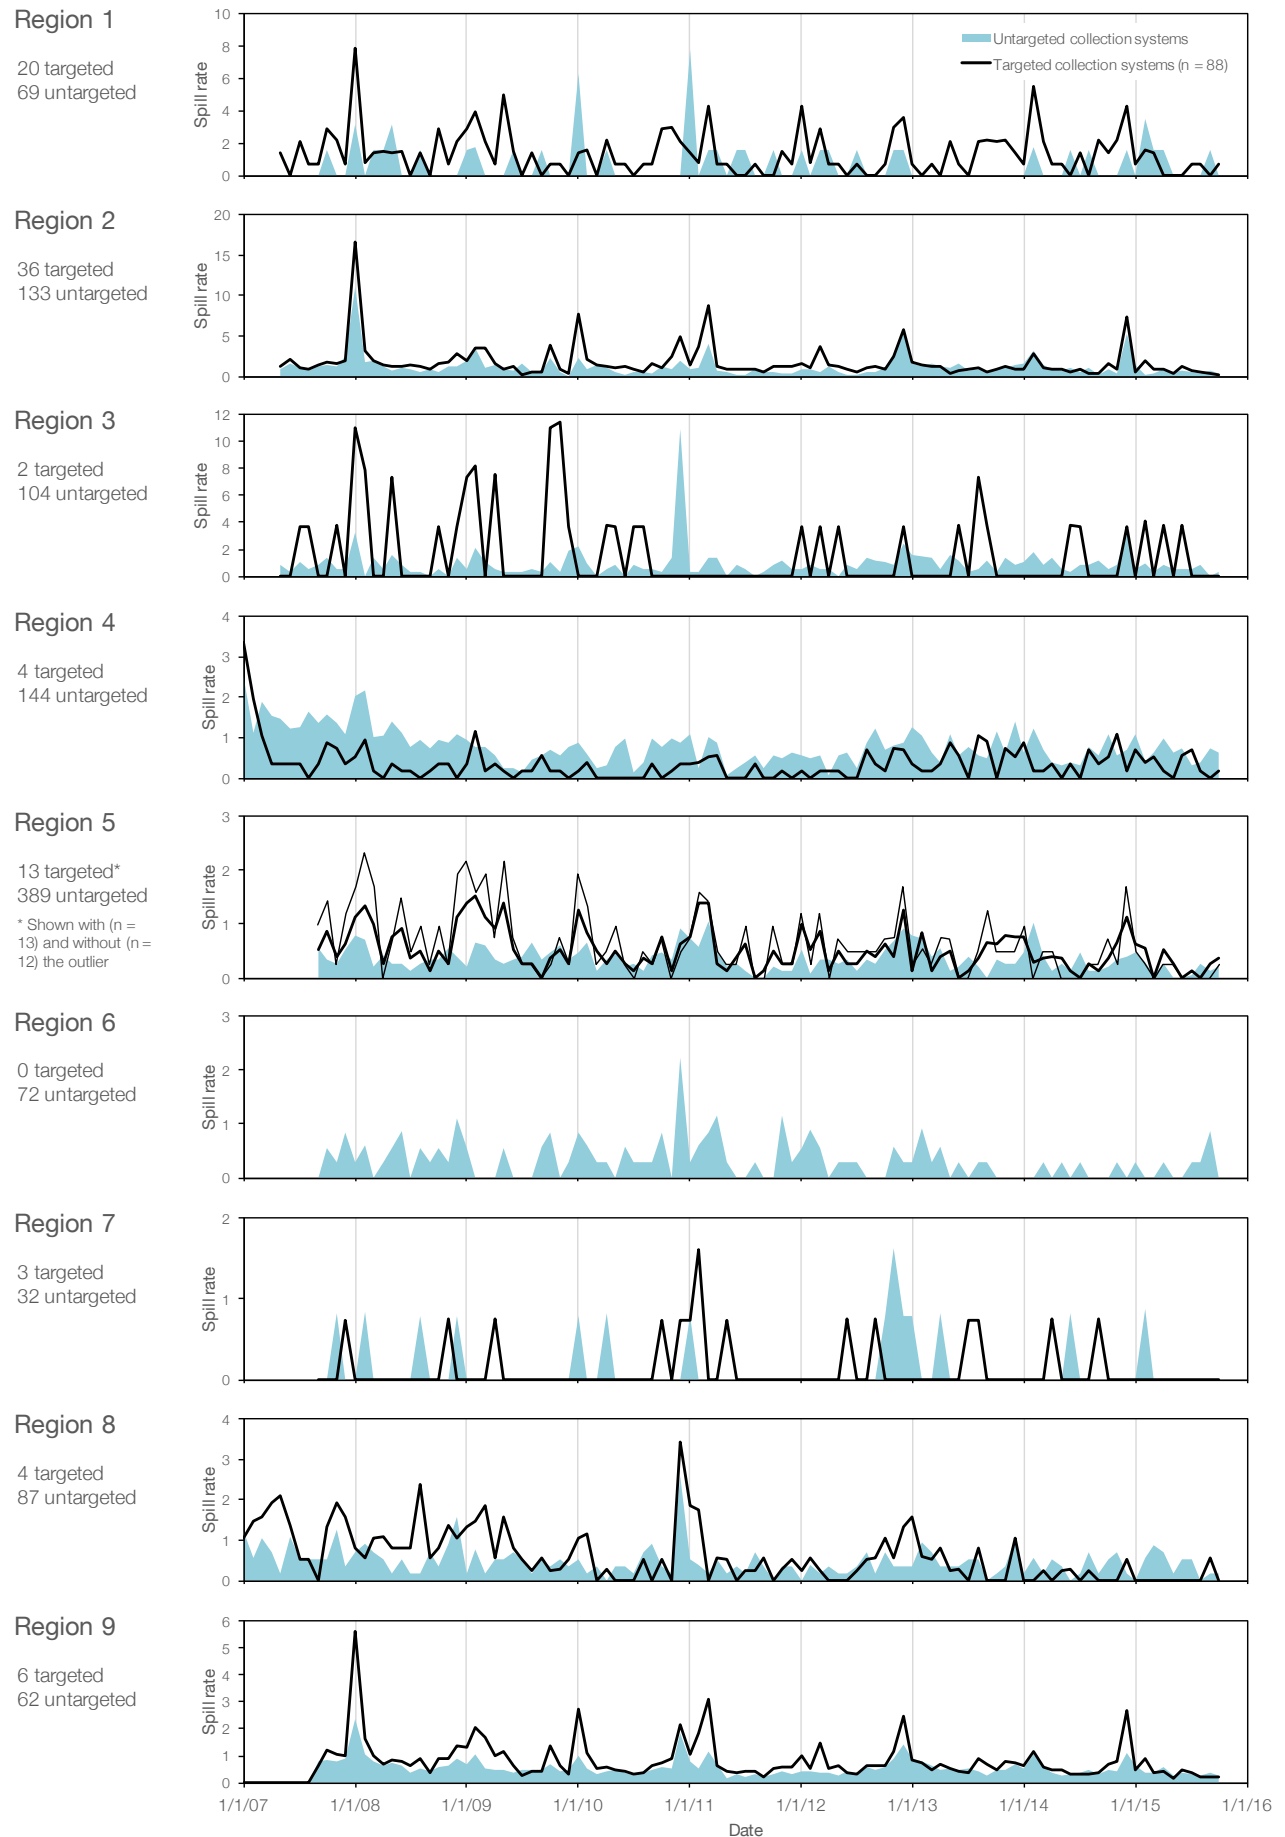 Region 1
20 targeted
69 untargeted
Spill rate
10
8
6
4
2
0
Untargeted collection systems
Targeted collection systems (n = 88)
Region 2
36 targeted
133 untargeted
Spill rate
20
15
10
5
0
Region 3
2 targeted
104 untargeted
Spill rate
12
10
8
6
4
2
0
Region 4
4 targeted
144 untargeted
Spill rate
4
3
2
1
0
Region 5
13 targeted*
389 untargeted
* Shown with (n =
13) and without (n =
12) the outlier
Spill rate
3
2
1
0
Region 6
0 targeted
72 untargeted
Spill rate
3
2
1
0
Region 7
3 targeted
32 untargeted
Spill rate
2
1
0
Region 8
4 targeted
87 untargeted
Spill rate
4
3
2
1
0
Region 9
6 targeted
62 untargeted
Spill rate
6
5
4
3
2
1
0
1/1/07 1/1/08 1/1/09 1/1/10 1/1/11 1/1/12 1/1/13 1/1/14 1/1/15 1/1/16
Date